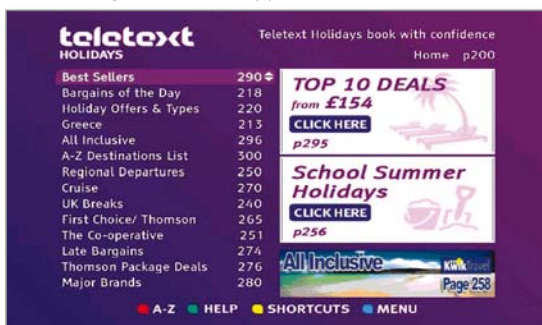 teletext
HOLIDAYS
Teletext Holidays book with confidence
Home p200
Best Sellers 290
Bargains of the Day 218
Holiday Offers & Types 220
Greece 213
All Inclusive 296
A-Z Destinations List 300
Regional Departures 250
Cruise 270
UK Breaks 240
First Choice/ Thomson 265
The Co-operative 251
Late Bargains 274
Thomson Package Deals 276
Major Brands 280
TOP 10 DEALS
from £154
CLICK HERE
p295
School Summer
Holidays
CLICK HERE
p256
All Inclusive
KwikTravel
Page 258
A-Z HELP SHORTCUTS MENU